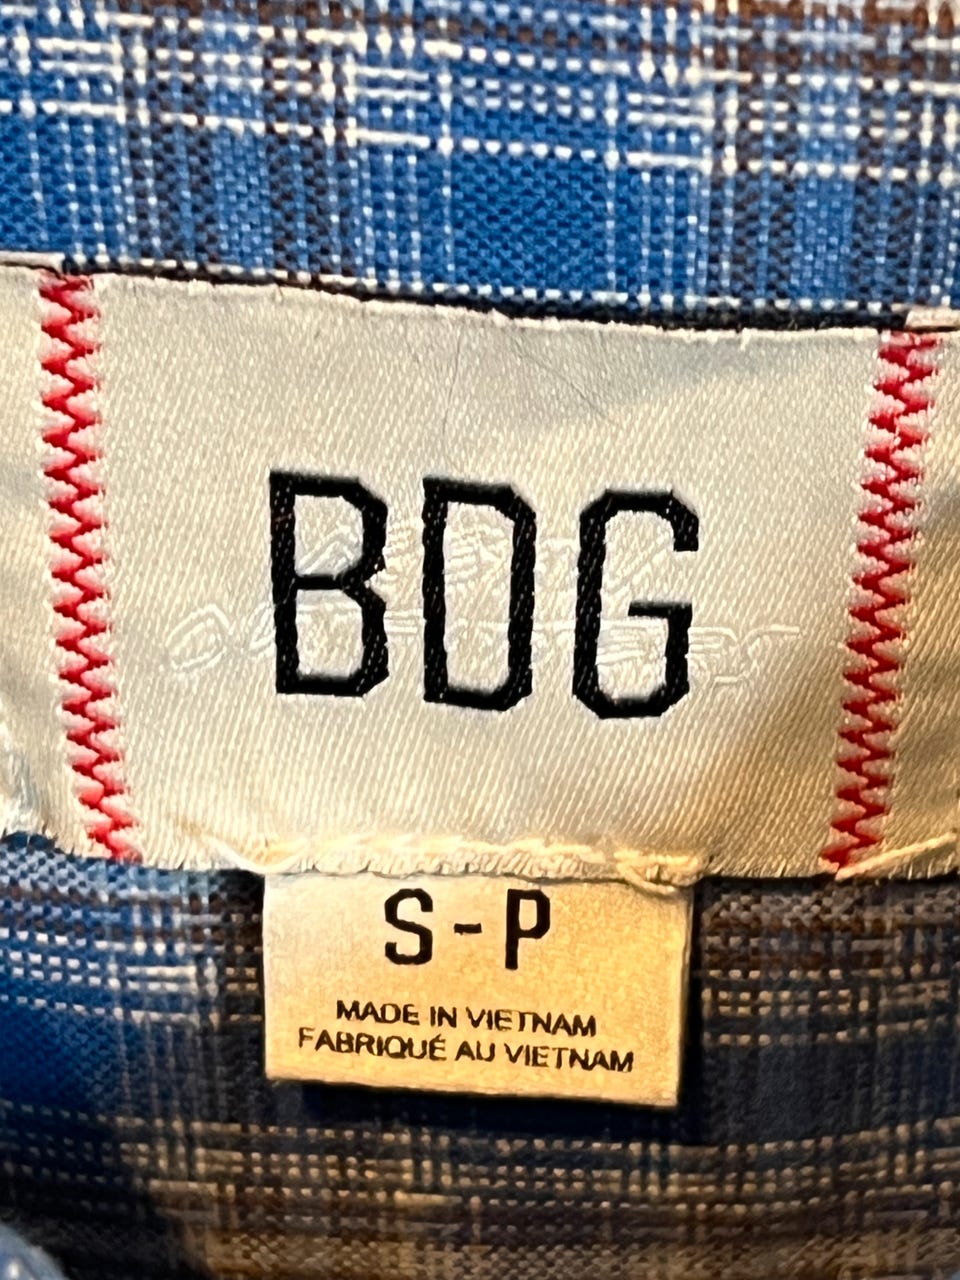 BDG
S-P
MADE IN VIETNAM
FABRIQUÉ AU VIETNAM